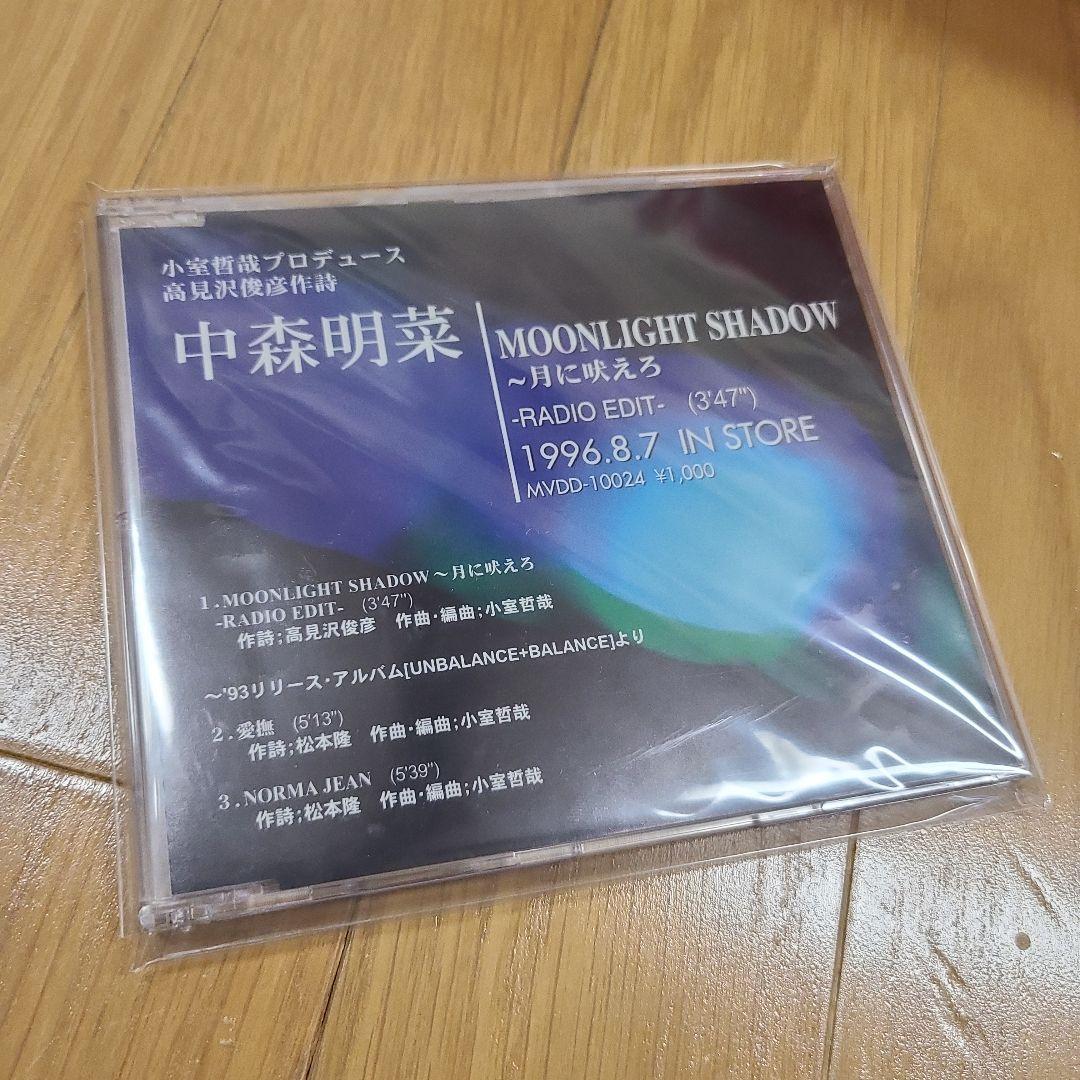 小室哲哉プロデュース
高見沢俊彦作詩
中森明菜
MOONLIGHT SHADOW
～月に吠えろ
-RADIO EDIT- (3'47")
1996.8.7 IN STORE
MVDD-10024 ¥1,000
1.MOONLIGHT SHADOW～月に吠えろ
-RADIO EDIT- (3'47")
作詩;高見沢俊彦 作曲・編曲;小室哲哉
～'93リリース・アルバム[UNBALANCE+BALANCE]より
2.愛撫 (5'13")
作詩;松本隆 作曲・編曲;小室哲哉
3.NORMA JEAN (5'39")
作詩;松本隆 作曲・編曲;小室哲哉